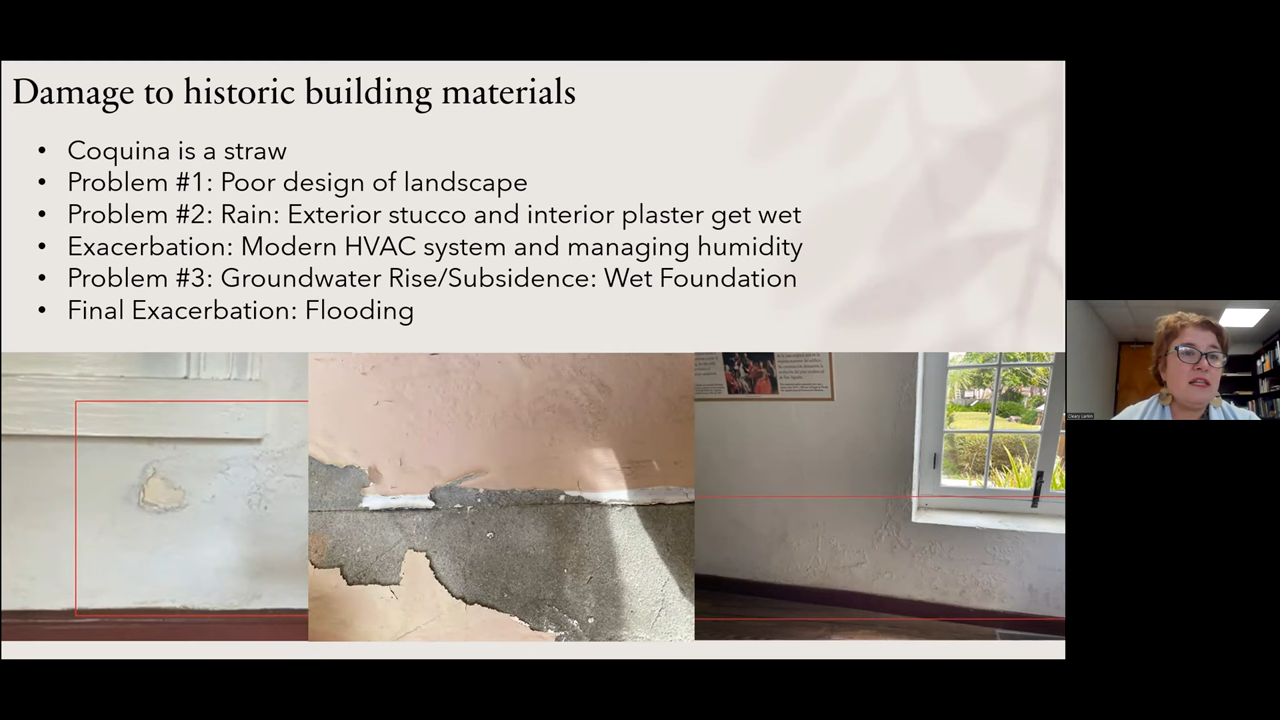 Damage to historic building materials
• Coquina is a straw
• Problem #1: Poor design of landscape
• Problem #2: Rain: Exterior stucco and interior plaster get wet
• Exacerbation: Modern HVAC system and managing humidity
• Problem #3: Groundwater Rise/Subsidence: Wet Foundation
• Final Exacerbation: Flooding
Cleary Larkin